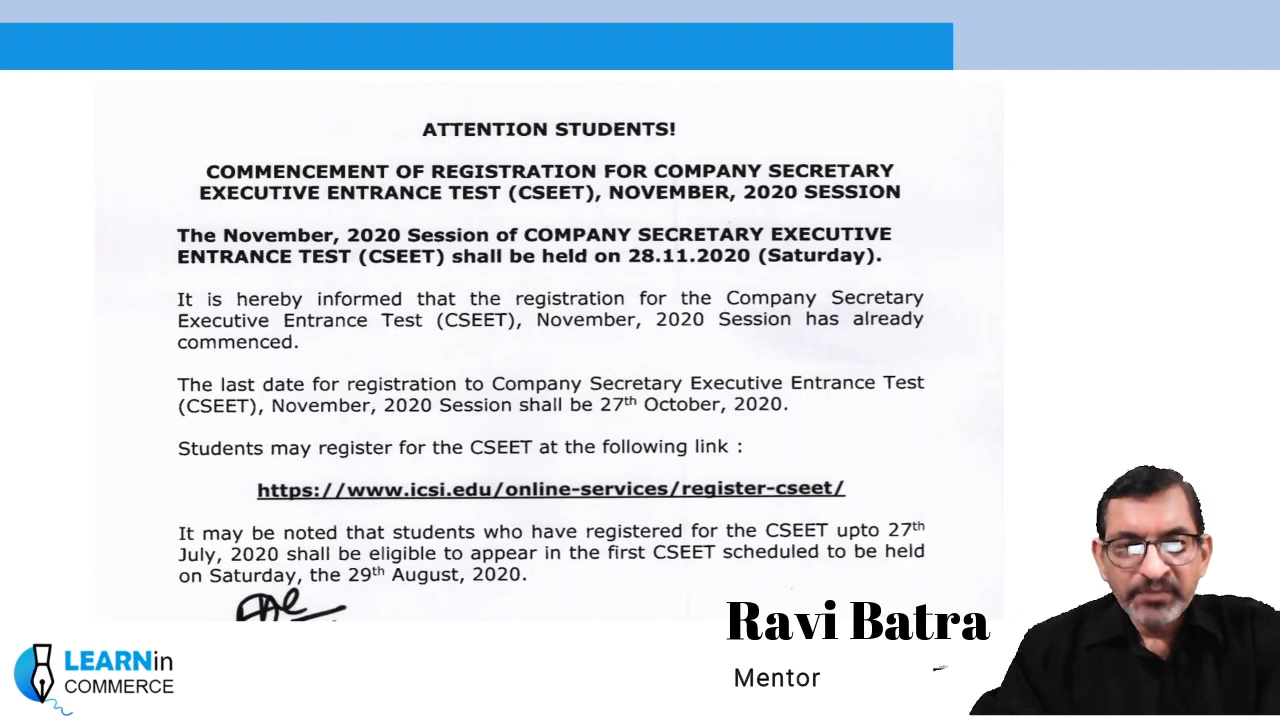 ATTENTION STUDENTS!
COMMENCEMENT OF REGISTRATION FOR COMPANY SECRETARY
EXECUTIVE ENTRANCE TEST (CSEET), NOVEMBER, 2020 SESSION
The November, 2020 Session of COMPANY SECRETARY EXECUTIVE
ENTRANCE TEST (CSEET) shall be held on 28.11.2020 (Saturday).
It is hereby informed that the registration for the Company Secretary
Executive Entrance Test (CSEET), November, 2020 Session has already
commenced.
The last date for registration to Company Secretary Executive Entrance Test
(CSEET), November, 2020 Session shall be 27th October, 2020.
Students may register for the CSEET at the following link :
https://www.icsi.edu/online-services/register-cseet/
It may be noted that students who have registered for the CSEET upto 27th
July, 2020 shall be eligible to appear in the first CSEET scheduled to be held
on Saturday, the 29th August, 2020.
Ravi Batra
Mentor
LEARNin
COMMERCE